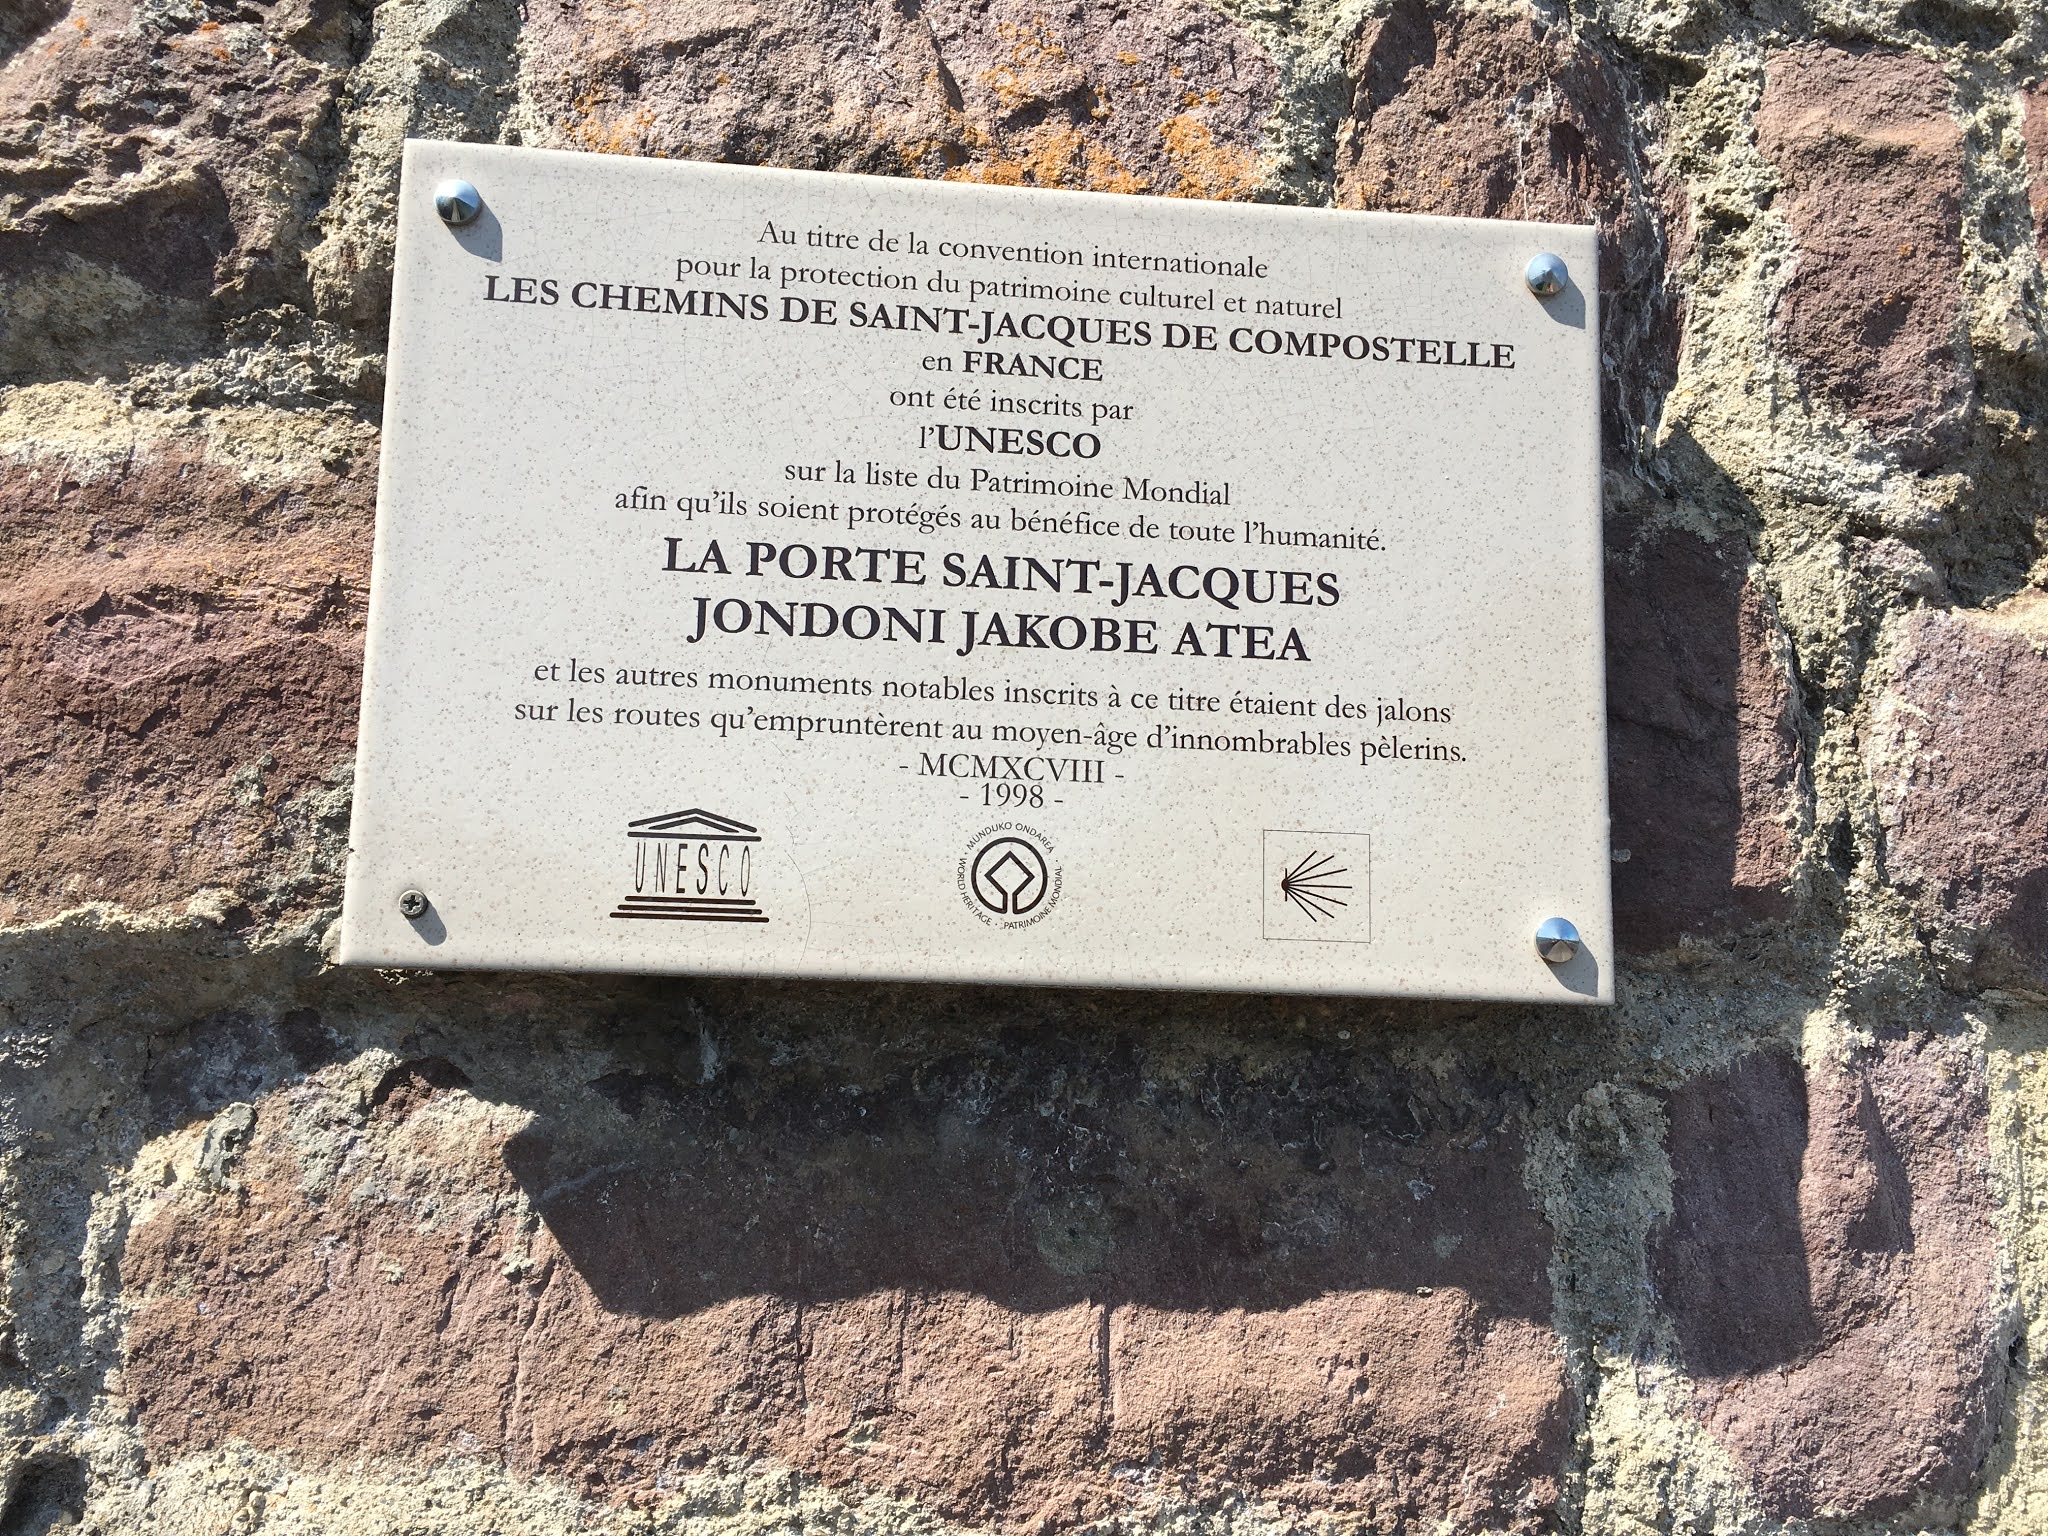 Au titre de la convention internationale
pour la protection du patrimoine culturel et naturel
LES CHEMINS DE SAINT-JACQUES DE COMPOSTELLE
en FRANCE
ont été inscrits par
l'UNESCO
sur la liste du Patrimoine Mondial
afin qu'ils soient protégés au bénéfice de toute l'humanité.
LA PORTE SAINT-JACQUES
JONDONI JAKOBE ATEA
et les autres monuments notables inscrits à ce titre étaient des jalons
sur les routes qu'empruntèrent au moyen-âge d'innombrables pèlerins.
- MCMXCVIII -
- 1998 -
UNESCO
MUNDUKO ONDAREA · PATRIMOINE MONDIAL · WORLD HERITAGE ·